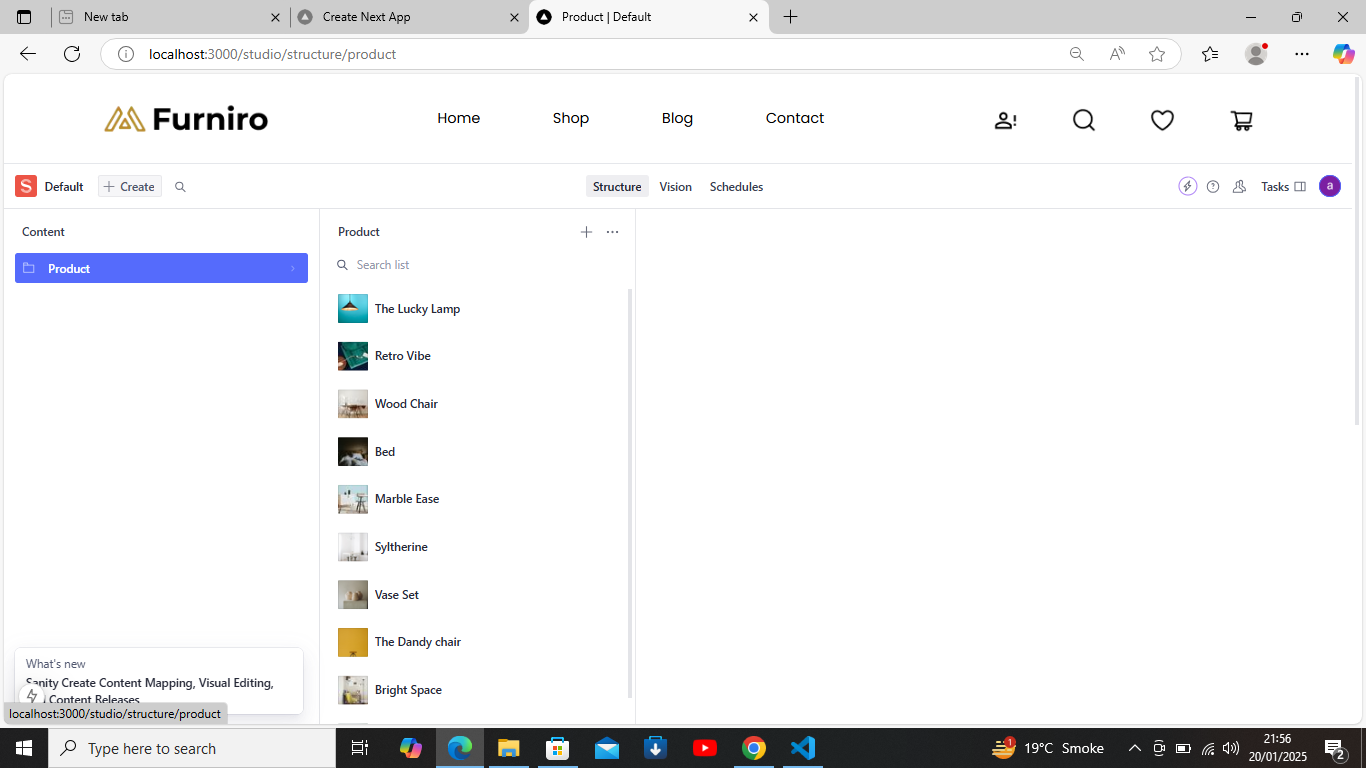 New tab
Create Next App
Product | Default
localhost:3000/studio/structure/product
Furniro
Home
Shop
Blog
Contact
S
Default
Create
Structure
Vision
Schedules
Tasks
a
Content
Product
Product
Search list
The Lucky Lamp
Retro Vibe
Wood Chair
Bed
Marble Ease
Syltherine
Vase Set
The Dandy chair
Bright Space
What's new
Sanity Create Content Mapping, Visual Editing,
Content Releases
localhost:3000/studio/structure/product
Type here to search
1
19°C Smoke
21:56
20/01/2025
2